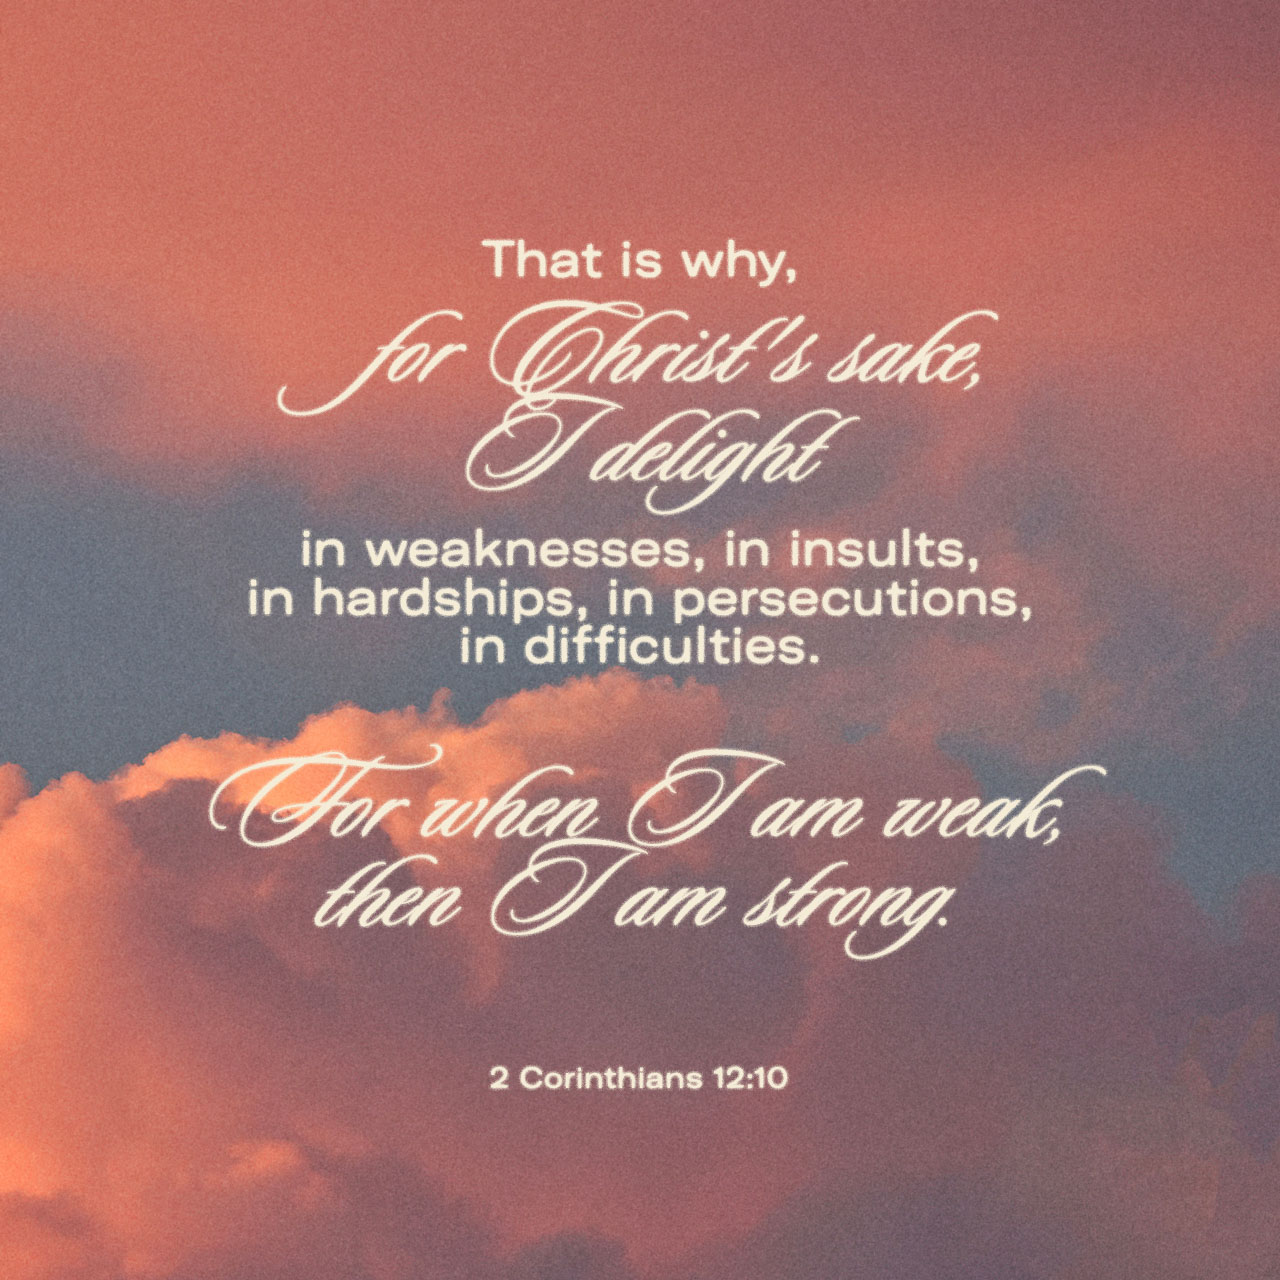 That is why,
for Christ's sake,
I delight
in weaknesses, in insults,
in hardships, in persecutions,
in difficulties.
For when I am weak,
then I am strong.
2 Corinthians 12:10